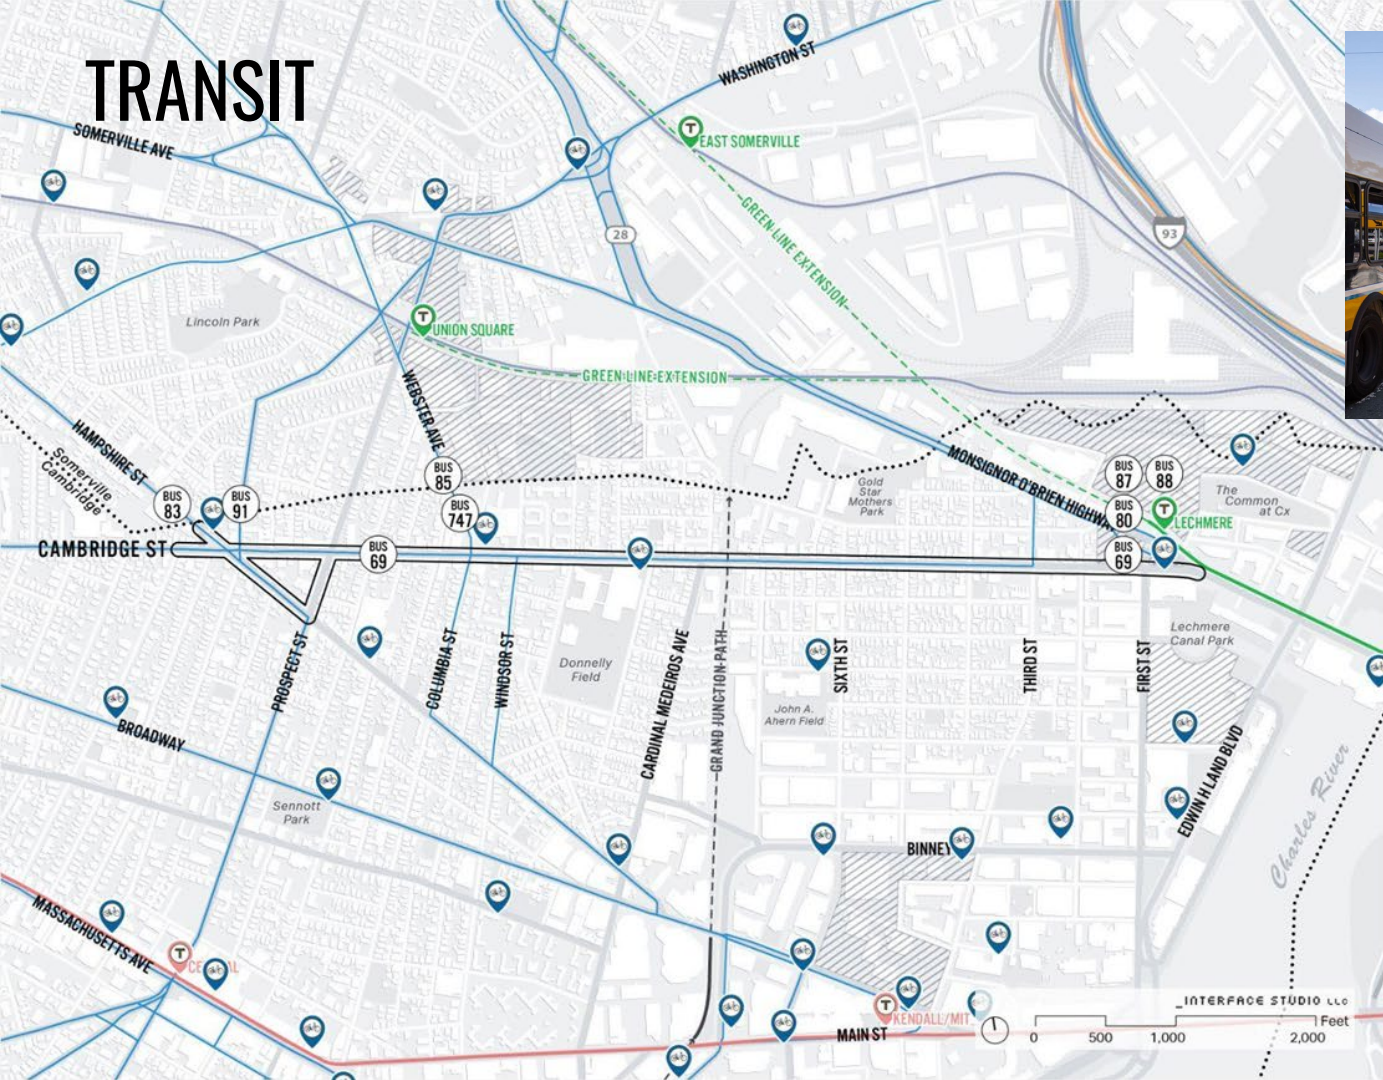 TRANSIT
WASHINGTON ST
SOMERVILLE AVE
T
EAST SOMERVILLE
GREEN LINE EXTENSION
28
93
Lincoln Park
T
UNION SQUARE
GREEN LINE EXTENSION
WEBSTER AVE
HAMPSHIRE ST
Somerville
Cambridge
MONSIGNOR O'BRIEN HIGHWA
BUS
85
BUS
87
BUS
88
BUS
83
BUS
91
BUS
747
BUS
80
Gold
Star
Mothers
Park
The
Common
at Cx
T
LECHMERE
CAMBRIDGE ST
BUS
69
BUS
69
Lechmere
Canal Park
PROSPECT ST
COLUMBIA ST
WINDSOR ST
Donnelly
Field
CARDINAL MEDEIROS AVE
GRAND JUNCTION PATH
SIXTH ST
THIRD ST
FIRST ST
John A.
Ahern Field
BROADWAY
EDWIN H LAND BLVD
Charles River
Sennott
Park
BINNEY
MASSACHUSETTS AVE
T
T
KENDALL/MIT
MAIN ST
_INTERFACE STUDIO LLC
Feet
0 500 1,000 2,000